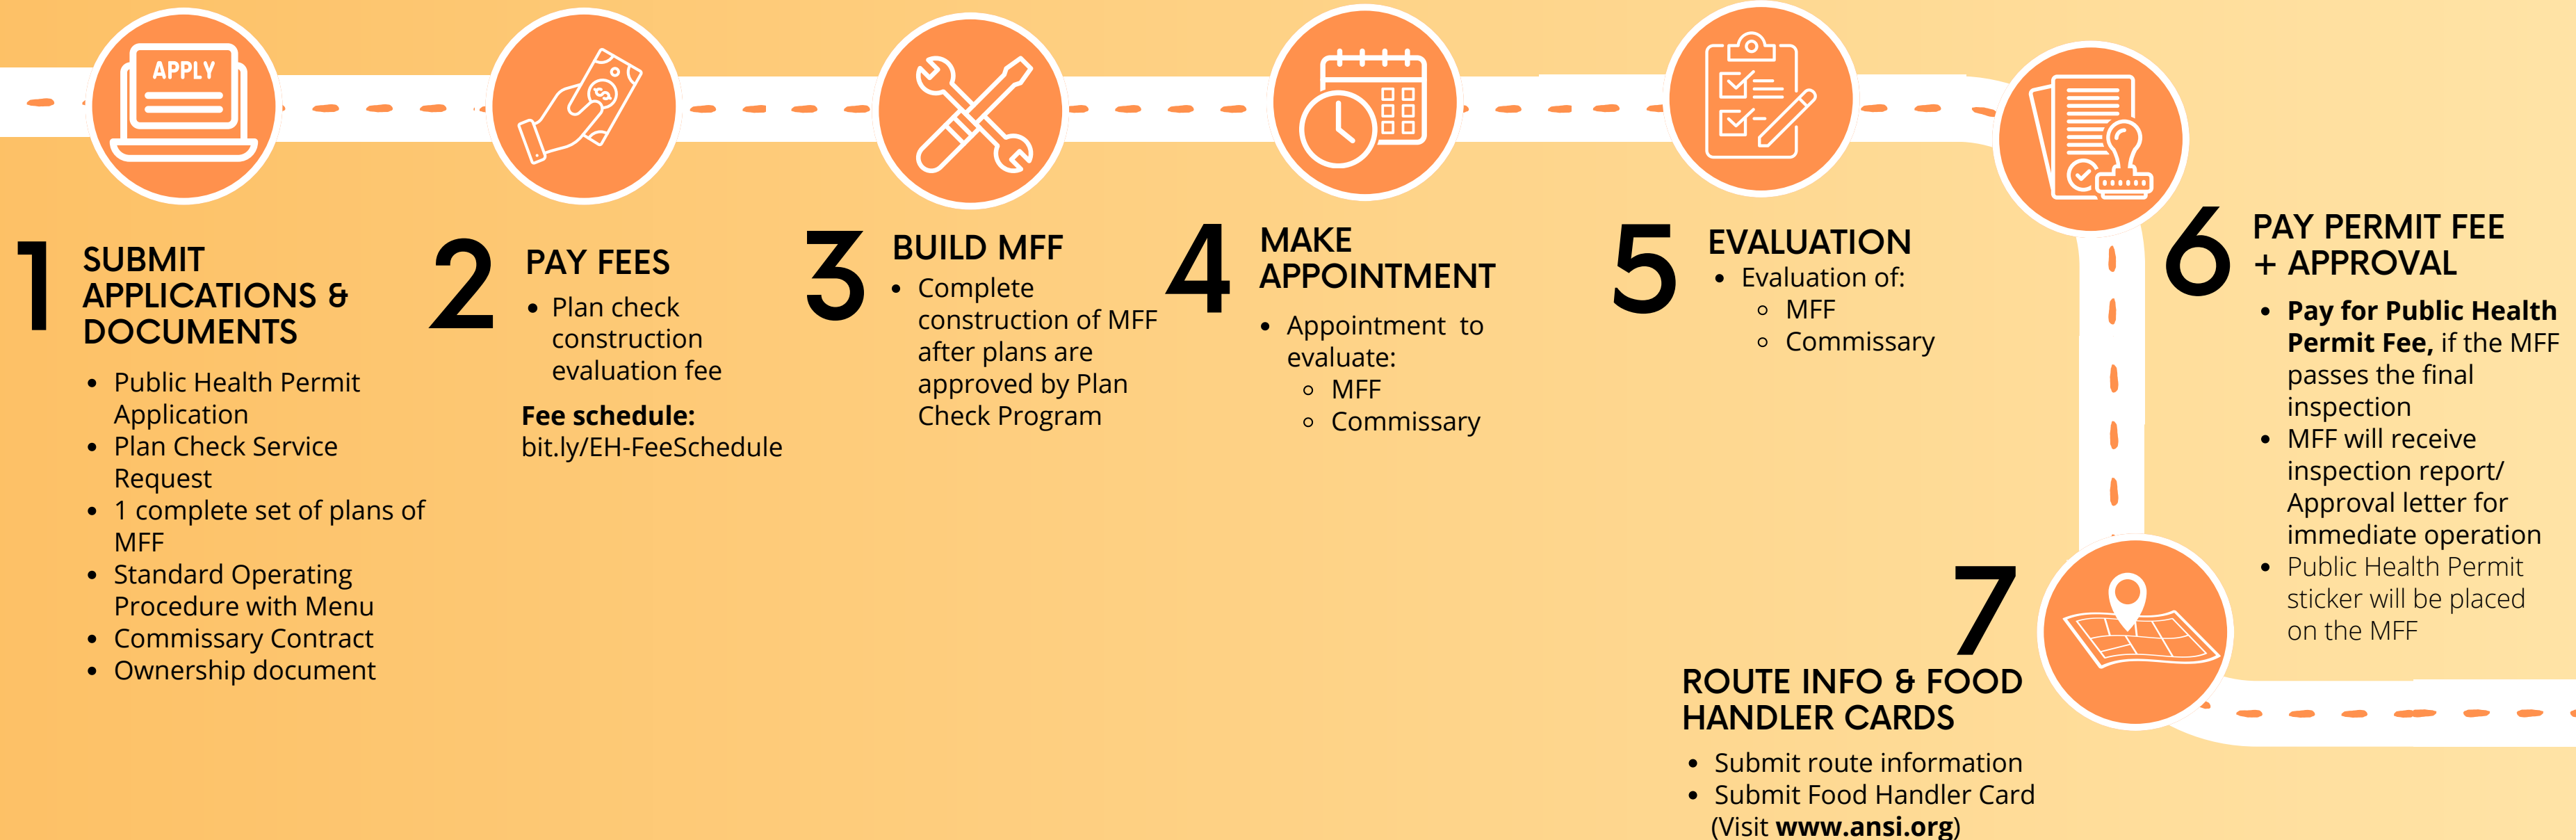 APPLY
1
SUBMIT
APPLICATIONS &
DOCUMENTS
• Public Health Permit
Application
• Plan Check Service
Request
• 1 complete set of plans of
MFF
• Standard Operating
Procedure with Menu
• Commissary Contract
• Ownership document
2
PAY FEES
• Plan check
construction
evaluation fee
Fee schedule:
bit.ly/EH-FeeSchedule
3
BUILD MFF
• Complete
construction of MFF
after plans are
approved by Plan
Check Program
4
MAKE
APPOINTMENT
• Appointment to
evaluate:
◦ MFF
◦ Commissary
5
EVALUATION
• Evaluation of:
◦ MFF
◦ Commissary
6
PAY PERMIT FEE
+ APPROVAL
• Pay for Public Health
Permit Fee, if the MFF
passes the final
inspection
• MFF will receive
inspection report/
Approval letter for
immediate operation
• Public Health Permit
sticker will be placed
on the MFF
7
ROUTE INFO & FOOD
HANDLER CARDS
• Submit route information
• Submit Food Handler Card
(Visit www.ansi.org)